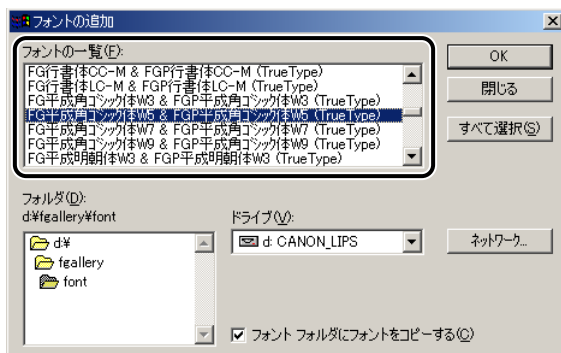 フォントの追加
フォントの一覧(F):
FG行書体CC-M & FGP行書体CC-M (TrueType)
FG行書体LC-M & FGP行書体LC-M (TrueType)
FG平成角ゴシック体W3 & FGP平成角ゴシック体W3 (TrueType)
FG平成角ゴシック体W5 & FGP平成角ゴシック体W5 (TrueType)
FG平成角ゴシック体W7 & FGP平成角ゴシック体W7 (TrueType)
FG平成角ゴシック体W9 & FGP平成角ゴシック体W9 (TrueType)
FG平成明朝体W3 & FGP平成明朝体W3 (TrueType)
OK
閉じる
すべて選択(S)
フォルダ(D):
d:¥fgallery¥font
d:¥
fgallery
font
ドライブ(V):
d: CANON_LIPS
ネットワーク...
フォント フォルダにフォントをコピーする(C)